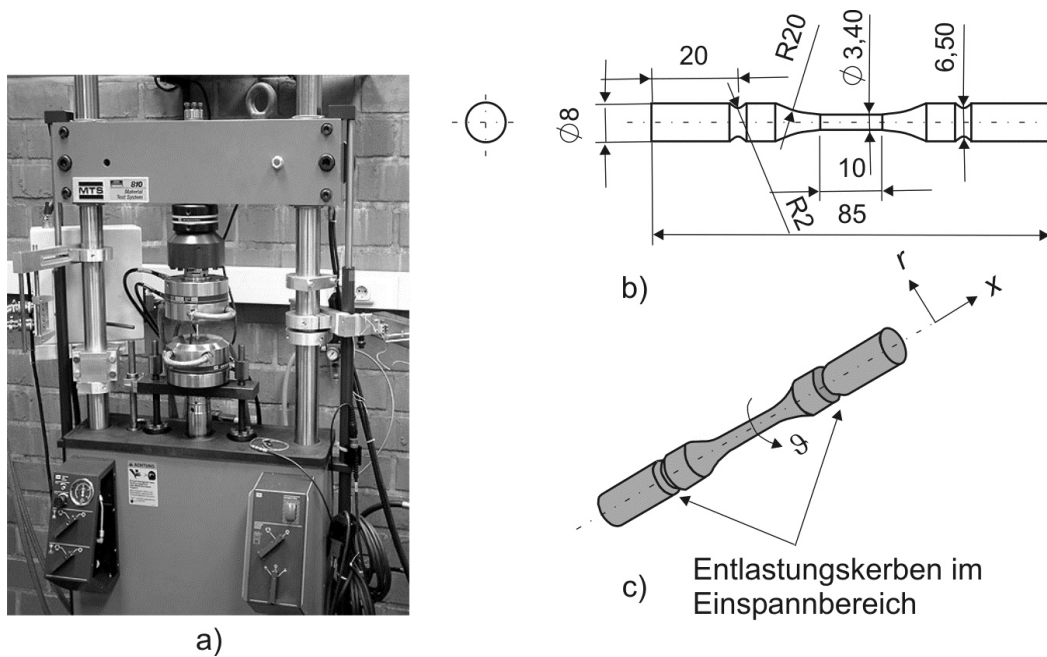 MTS
810
Material
Test System
ACHTUNG
a)
20
R20
Ø 3,40
6,50
Ø8
10
85
R2
b)
r
x
ϑ
c)
Entlastungskerben im
Einspannbereich